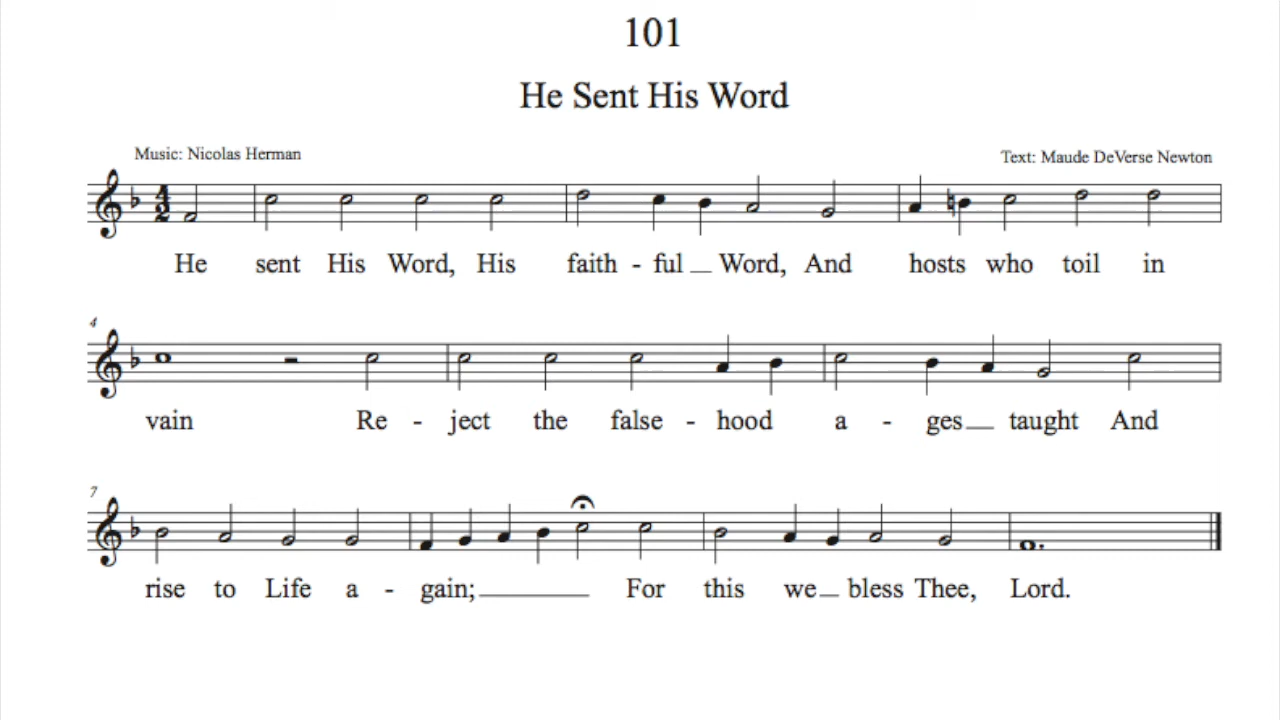 101
He Sent His Word
Music: Nicolas Herman
Text: Maude DeVerse Newton
4
2
He sent His Word, His faith - ful _ Word, And hosts who toil in
4
vain Re - ject the false - hood a - ges _ taught And
7
rise to Life a - gain; _ For this we _ bless Thee, Lord.